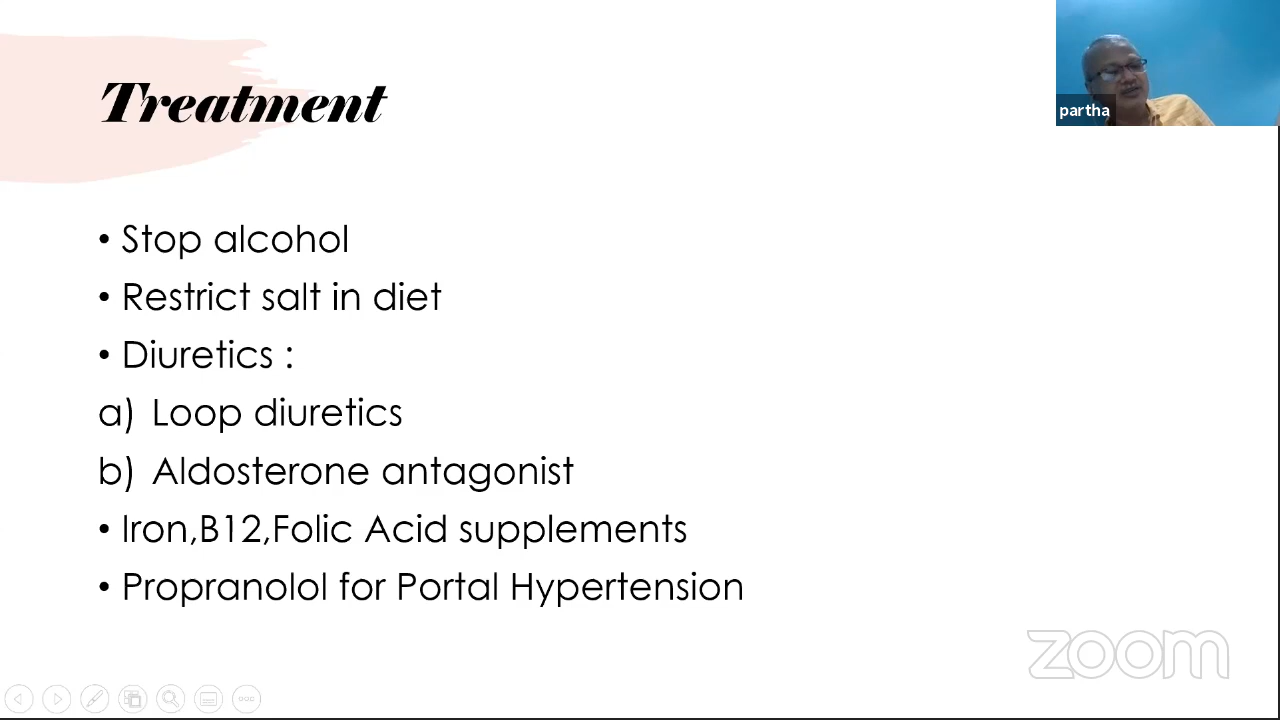 Treatment
partha
• Stop alcohol
• Restrict salt in diet
• Diuretics :
a) Loop diuretics
b) Aldosterone antagonist
• Iron,B12,Folic Acid supplements
• Propranolol for Portal Hypertension
zoom